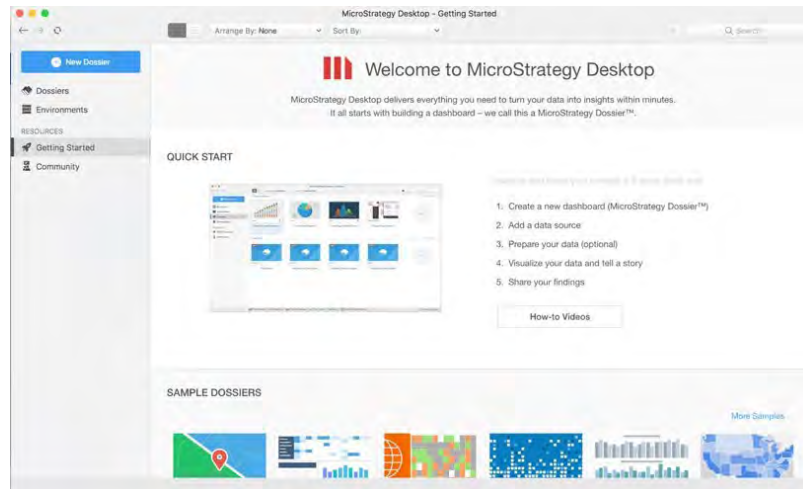 MicroStrategy Desktop - Getting Started
Arrange By: None
Sort By:
Search
New Dossier
Dossiers
Environments
RESOURCES
Getting Started
Community
Welcome to MicroStrategy Desktop
MicroStrategy Desktop delivers everything you need to turn your data into insights within minutes.
It all starts with building a dashboard – we call this a MicroStrategy Dossier™.
QUICK START
1. Create a new dashboard (MicroStrategy Dossier™)
2. Add a data source
3. Prepare your data (optional)
4. Visualize your data and tell a story
5. Share your findings
How-to Videos
SAMPLE DOSSIERS
More Samples